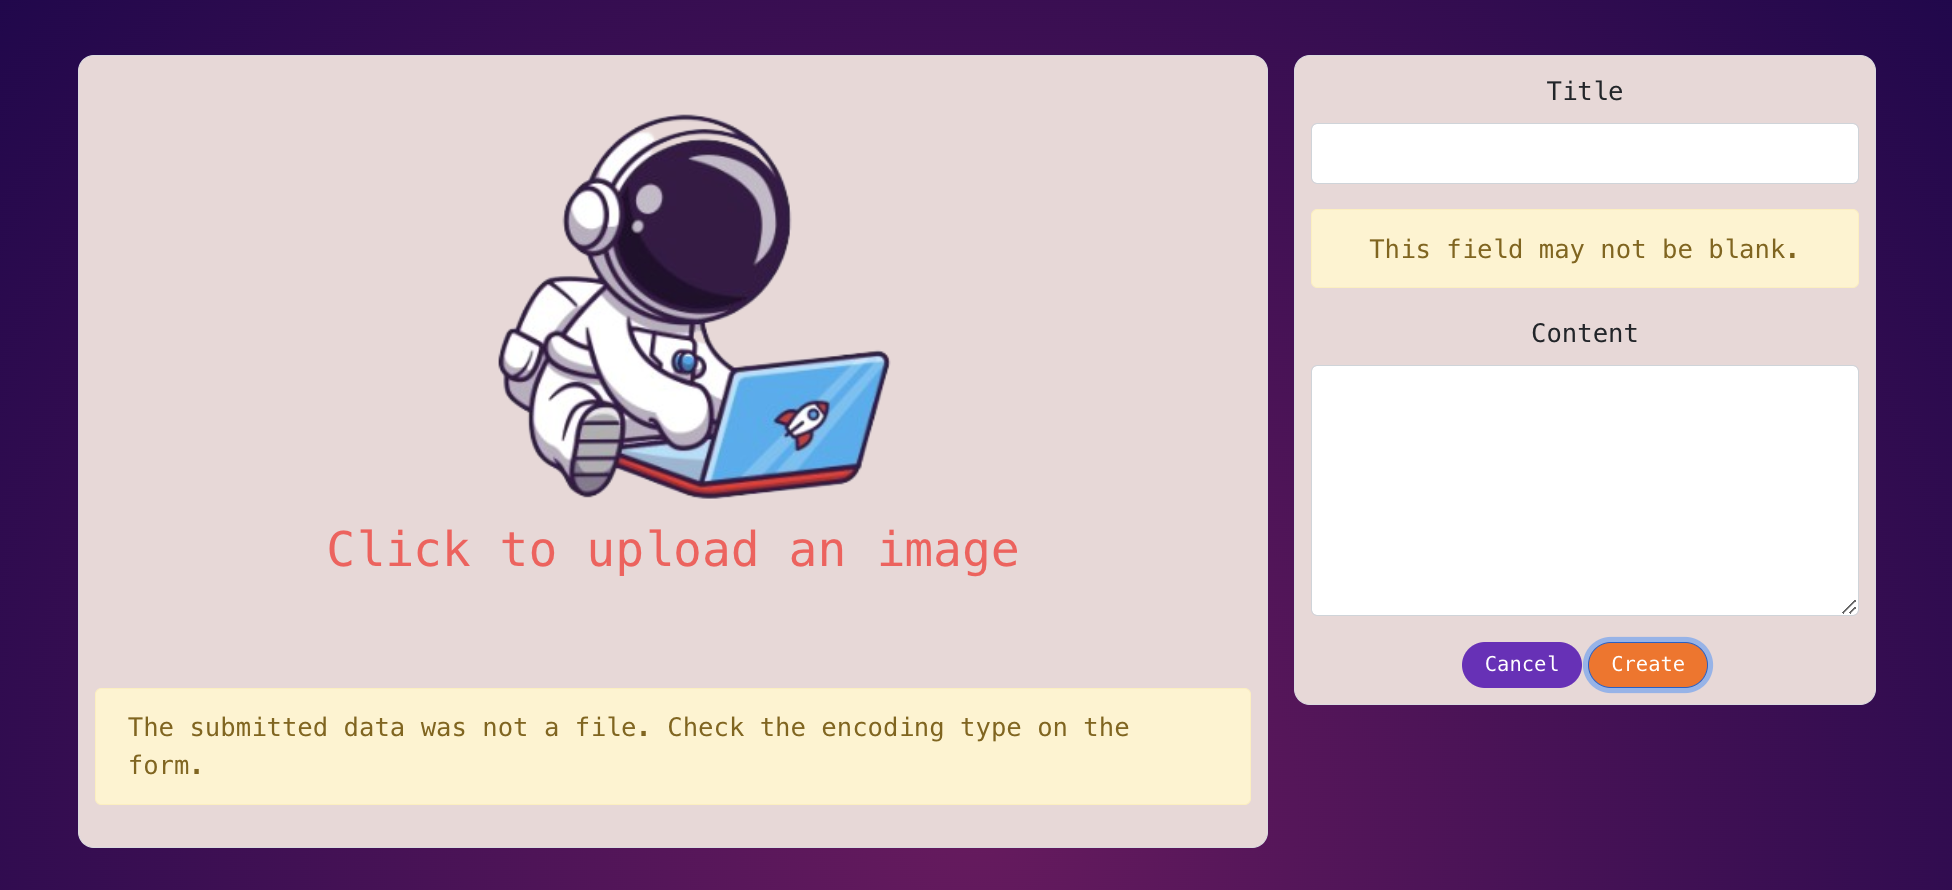 Click to upload an image
The submitted data was not a file. Check the encoding type on the
form.
Title
This field may not be blank.
Content
Cancel
Create